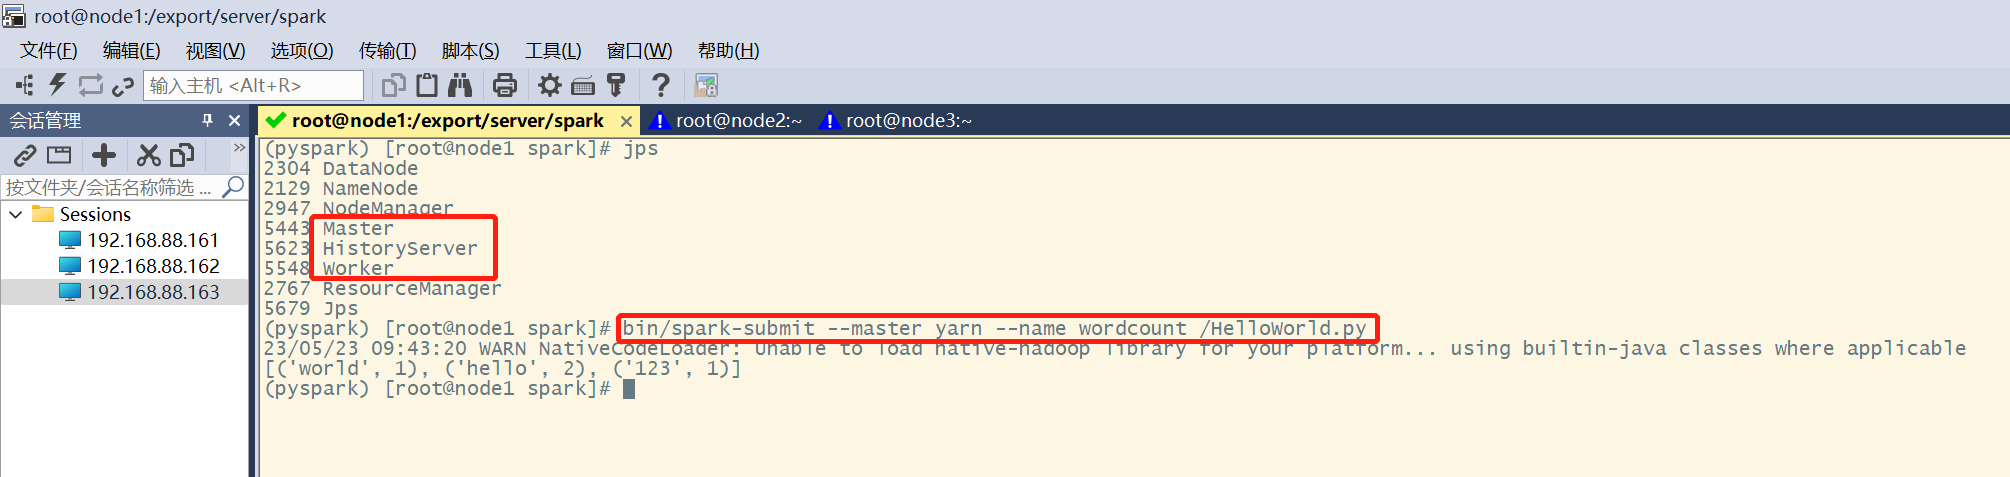 root@node1:/export/server/spark
文件(F) 编辑(E) 视图(V) 选项(O) 传输(T) 脚本(S) 工具(L) 窗口(W) 帮助(H)
输入主机 <Alt+R>
会话管理
按文件夹/会话名称筛选 ...
Sessions
192.168.88.161
192.168.88.162
192.168.88.163
root@node1:/export/server/spark root@node2:~ root@node3:~
(pyspark) [root@node1 spark]# jps
2304 DataNode
2129 NameNode
2947 NodeManager
5443 Master
5623 HistoryServer
5548 Worker
2767 ResourceManager
5679 Jps
(pyspark) [root@node1 spark]# bin/spark-submit --master yarn --name wordcount /HelloWorld.py
23/05/23 09:43:20 WARN NativeCodeLoader: Unable to load native-hadoop library for your platform... using builtin-java classes where applicable
[('world', 1), ('hello', 2), ('123', 1)]
(pyspark) [root@node1 spark]#